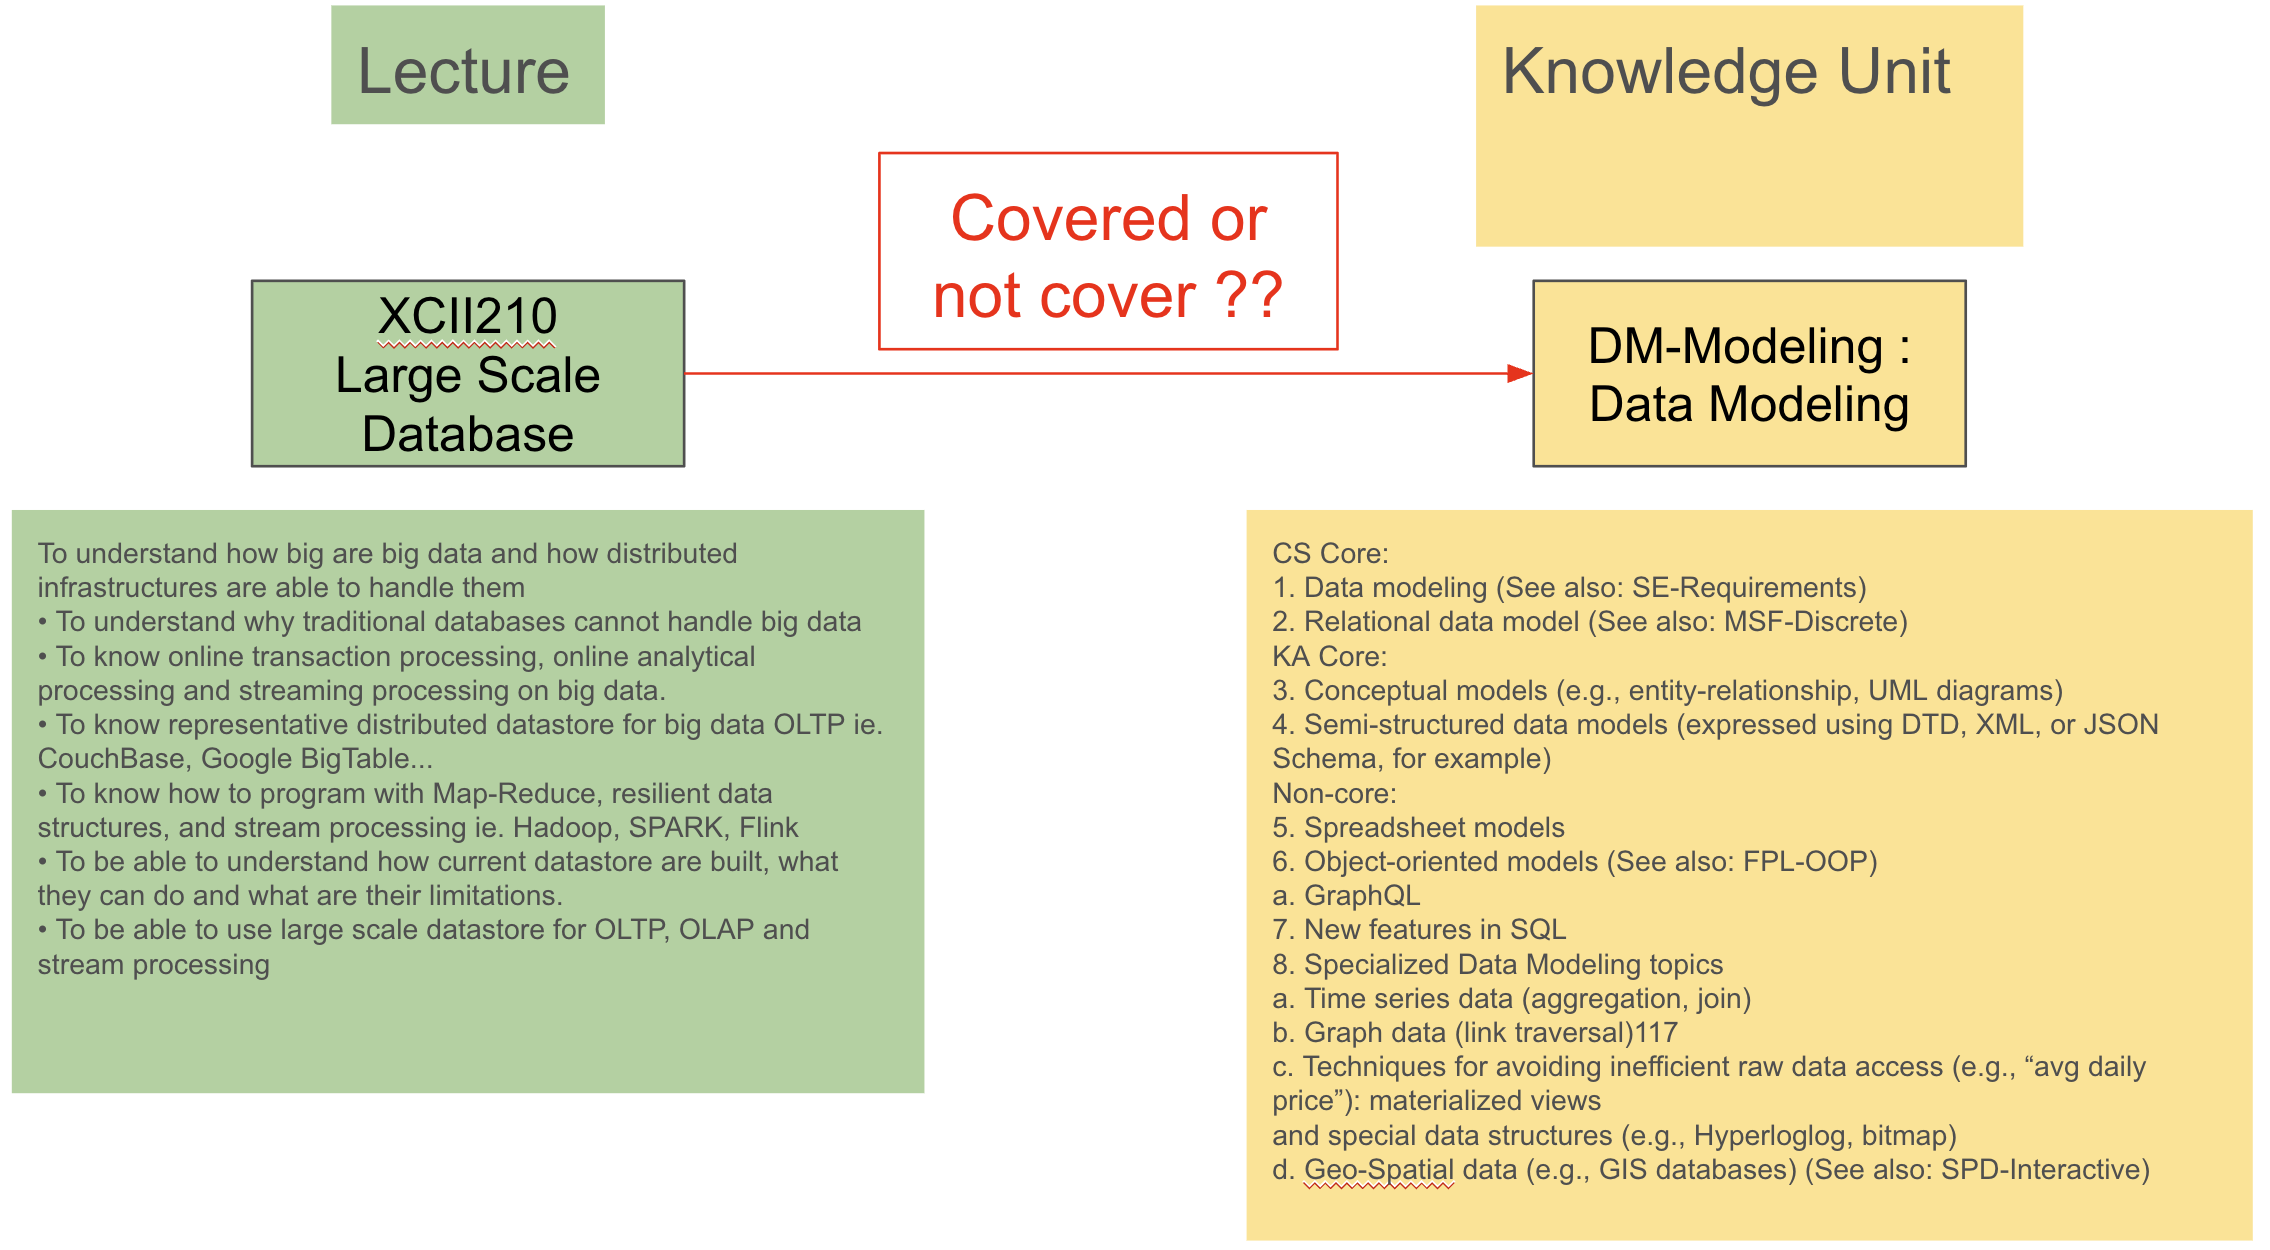 Lecture
Knowledge Unit
Covered or
not cover ??
XCII210
Large Scale
Database
DM-Modeling :
Data Modeling
To understand how big are big data and how distributed
infrastructures are able to handle them
• To understand why traditional databases cannot handle big data
• To know online transaction processing, online analytical
processing and streaming processing on big data.
• To know representative distributed datastore for big data OLTP ie.
CouchBase, Google BigTable...
• To know how to program with Map-Reduce, resilient data
structures, and stream processing ie. Hadoop, SPARK, Flink
• To be able to understand how current datastore are built, what
they can do and what are their limitations.
• To be able to use large scale datastore for OLTP, OLAP and
stream processing
CS Core:
1. Data modeling (See also: SE-Requirements)
2. Relational data model (See also: MSF-Discrete)
KA Core:
3. Conceptual models (e.g., entity-relationship, UML diagrams)
4. Semi-structured data models (expressed using DTD, XML, or JSON
Schema, for example)
Non-core:
5. Spreadsheet models
6. Object-oriented models (See also: FPL-OOP)
a. GraphQL
7. New features in SQL
8. Specialized Data Modeling topics
a. Time series data (aggregation, join)
b. Graph data (link traversal)117
c. Techniques for avoiding inefficient raw data access (e.g., “avg daily
price”): materialized views
and special data structures (e.g., Hyperloglog, bitmap)
d. Geo-Spatial data (e.g., GIS databases) (See also: SPD-Interactive)